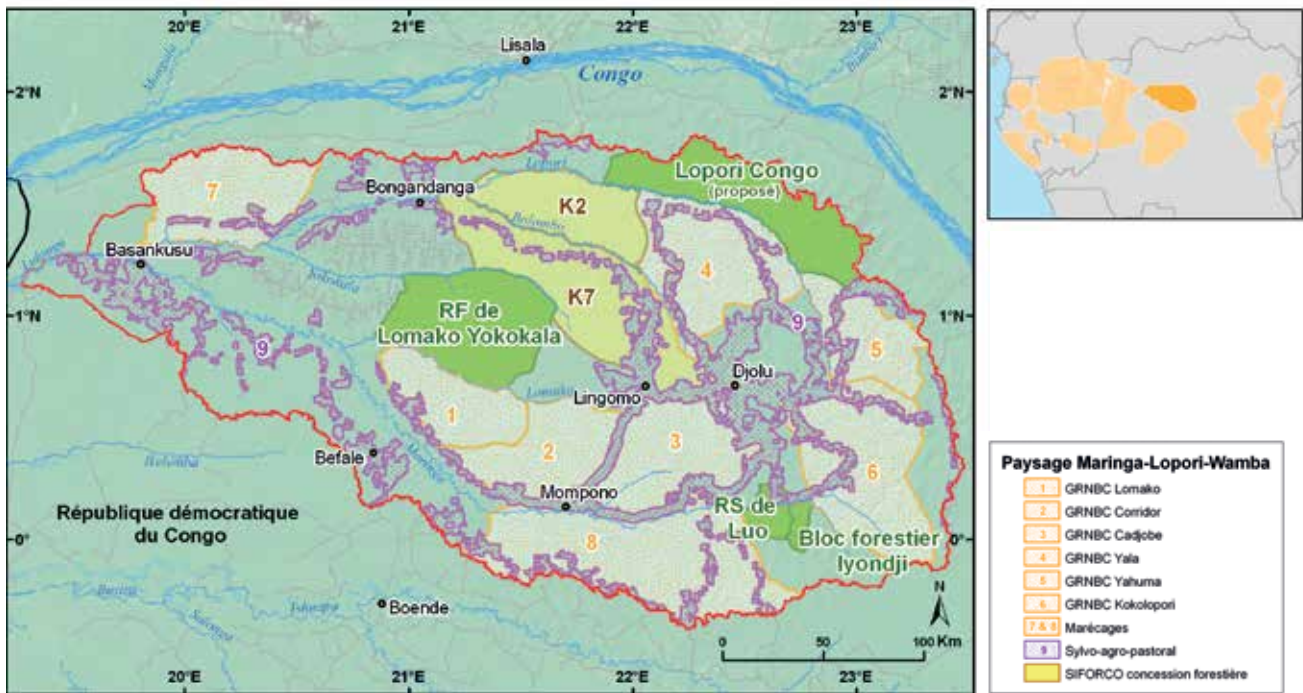 20°E
21°E
22°E
23°E
Lisala
Congo
2°N
2°N
Lopori
Lopori Congo
(proposé)
7
Bongandanga
K2
Bolombo
Basankusu
4
K7
1°N
RF de
Lomako Yokokala
1°N
9
9
5
Djolu
Lingomo
Lomako
1
2
3
Befale
6
Mompono
République démocratique
du Congo
RS de
Luo
0°
8
Bloc forestier
Iyondji
0°
N
Boende
0
50
100 Km
20°E
21°E
22°E
23°E
Paysage Maringa-Lopori-Wamba
1 GRNBC Lomako
2 GRNBC Corridor
3 GRNBC Cadjobe
4 GRNBC Yala
5 GRNBC Yahuma
6 GRNBC Kokolopori
7 & 8 Marécages
9 Sylvo-agro-pastoral
SIFORCO concession forestière